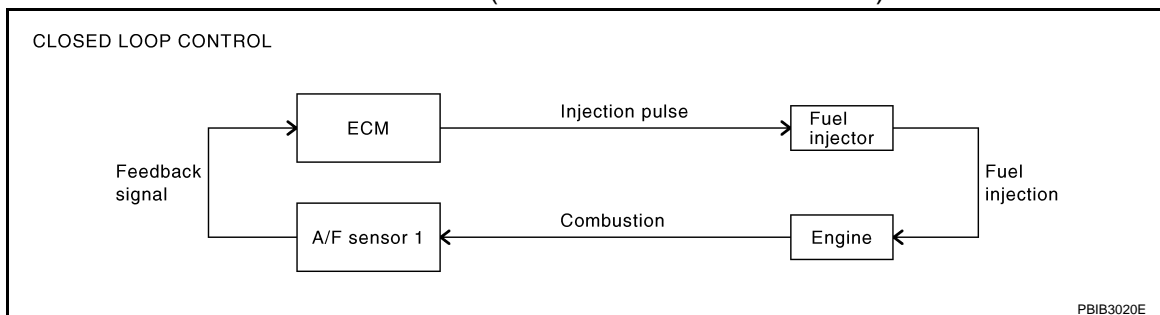 CLOSED LOOP CONTROL
ECM
Injection pulse
Fuel
injector
Feedback
signal
Fuel
injection
A/F sensor 1
Combustion
Engine
PBIB3020E